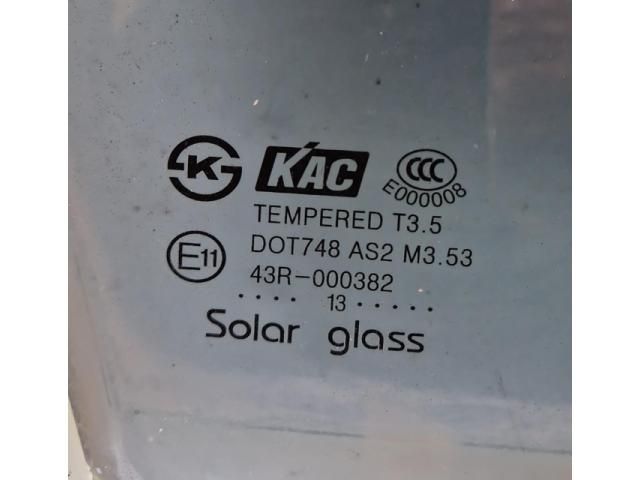 K KAC CCC
E000008
TEMPERED T3.5
E11 DOT748 AS2 M3.53
43R-000382
.... 13 .....
Solar glass